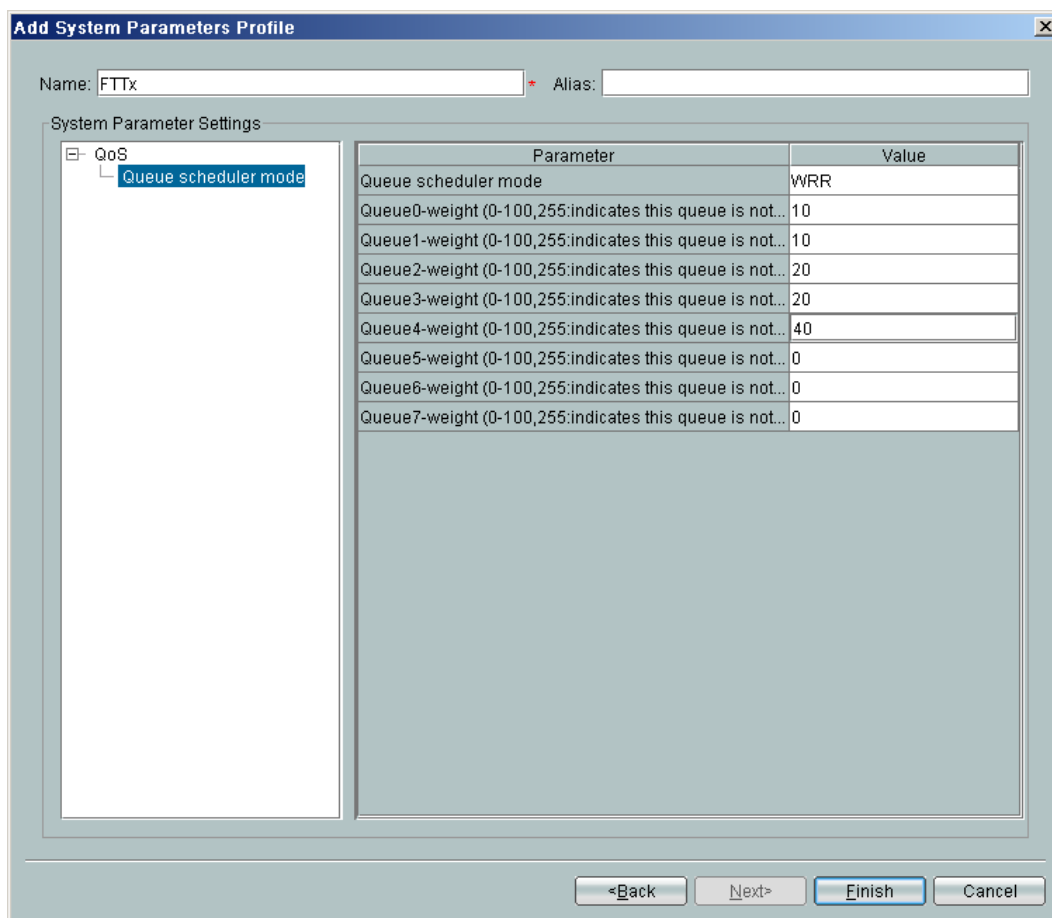 Add System Parameters Profile
Name: FTTx * Alias:
System Parameter Settings
QoS
Queue scheduler mode
Parameter Value
Queue scheduler mode WRR
Queue0-weight (0-100,255:indicates this queue is not... 10
Queue1-weight (0-100,255:indicates this queue is not... 10
Queue2-weight (0-100,255:indicates this queue is not... 20
Queue3-weight (0-100,255:indicates this queue is not... 20
Queue4-weight (0-100,255:indicates this queue is not... 40
Queue5-weight (0-100,255:indicates this queue is not... 0
Queue6-weight (0-100,255:indicates this queue is not... 0
Queue7-weight (0-100,255:indicates this queue is not... 0
<Back Next> Finish Cancel